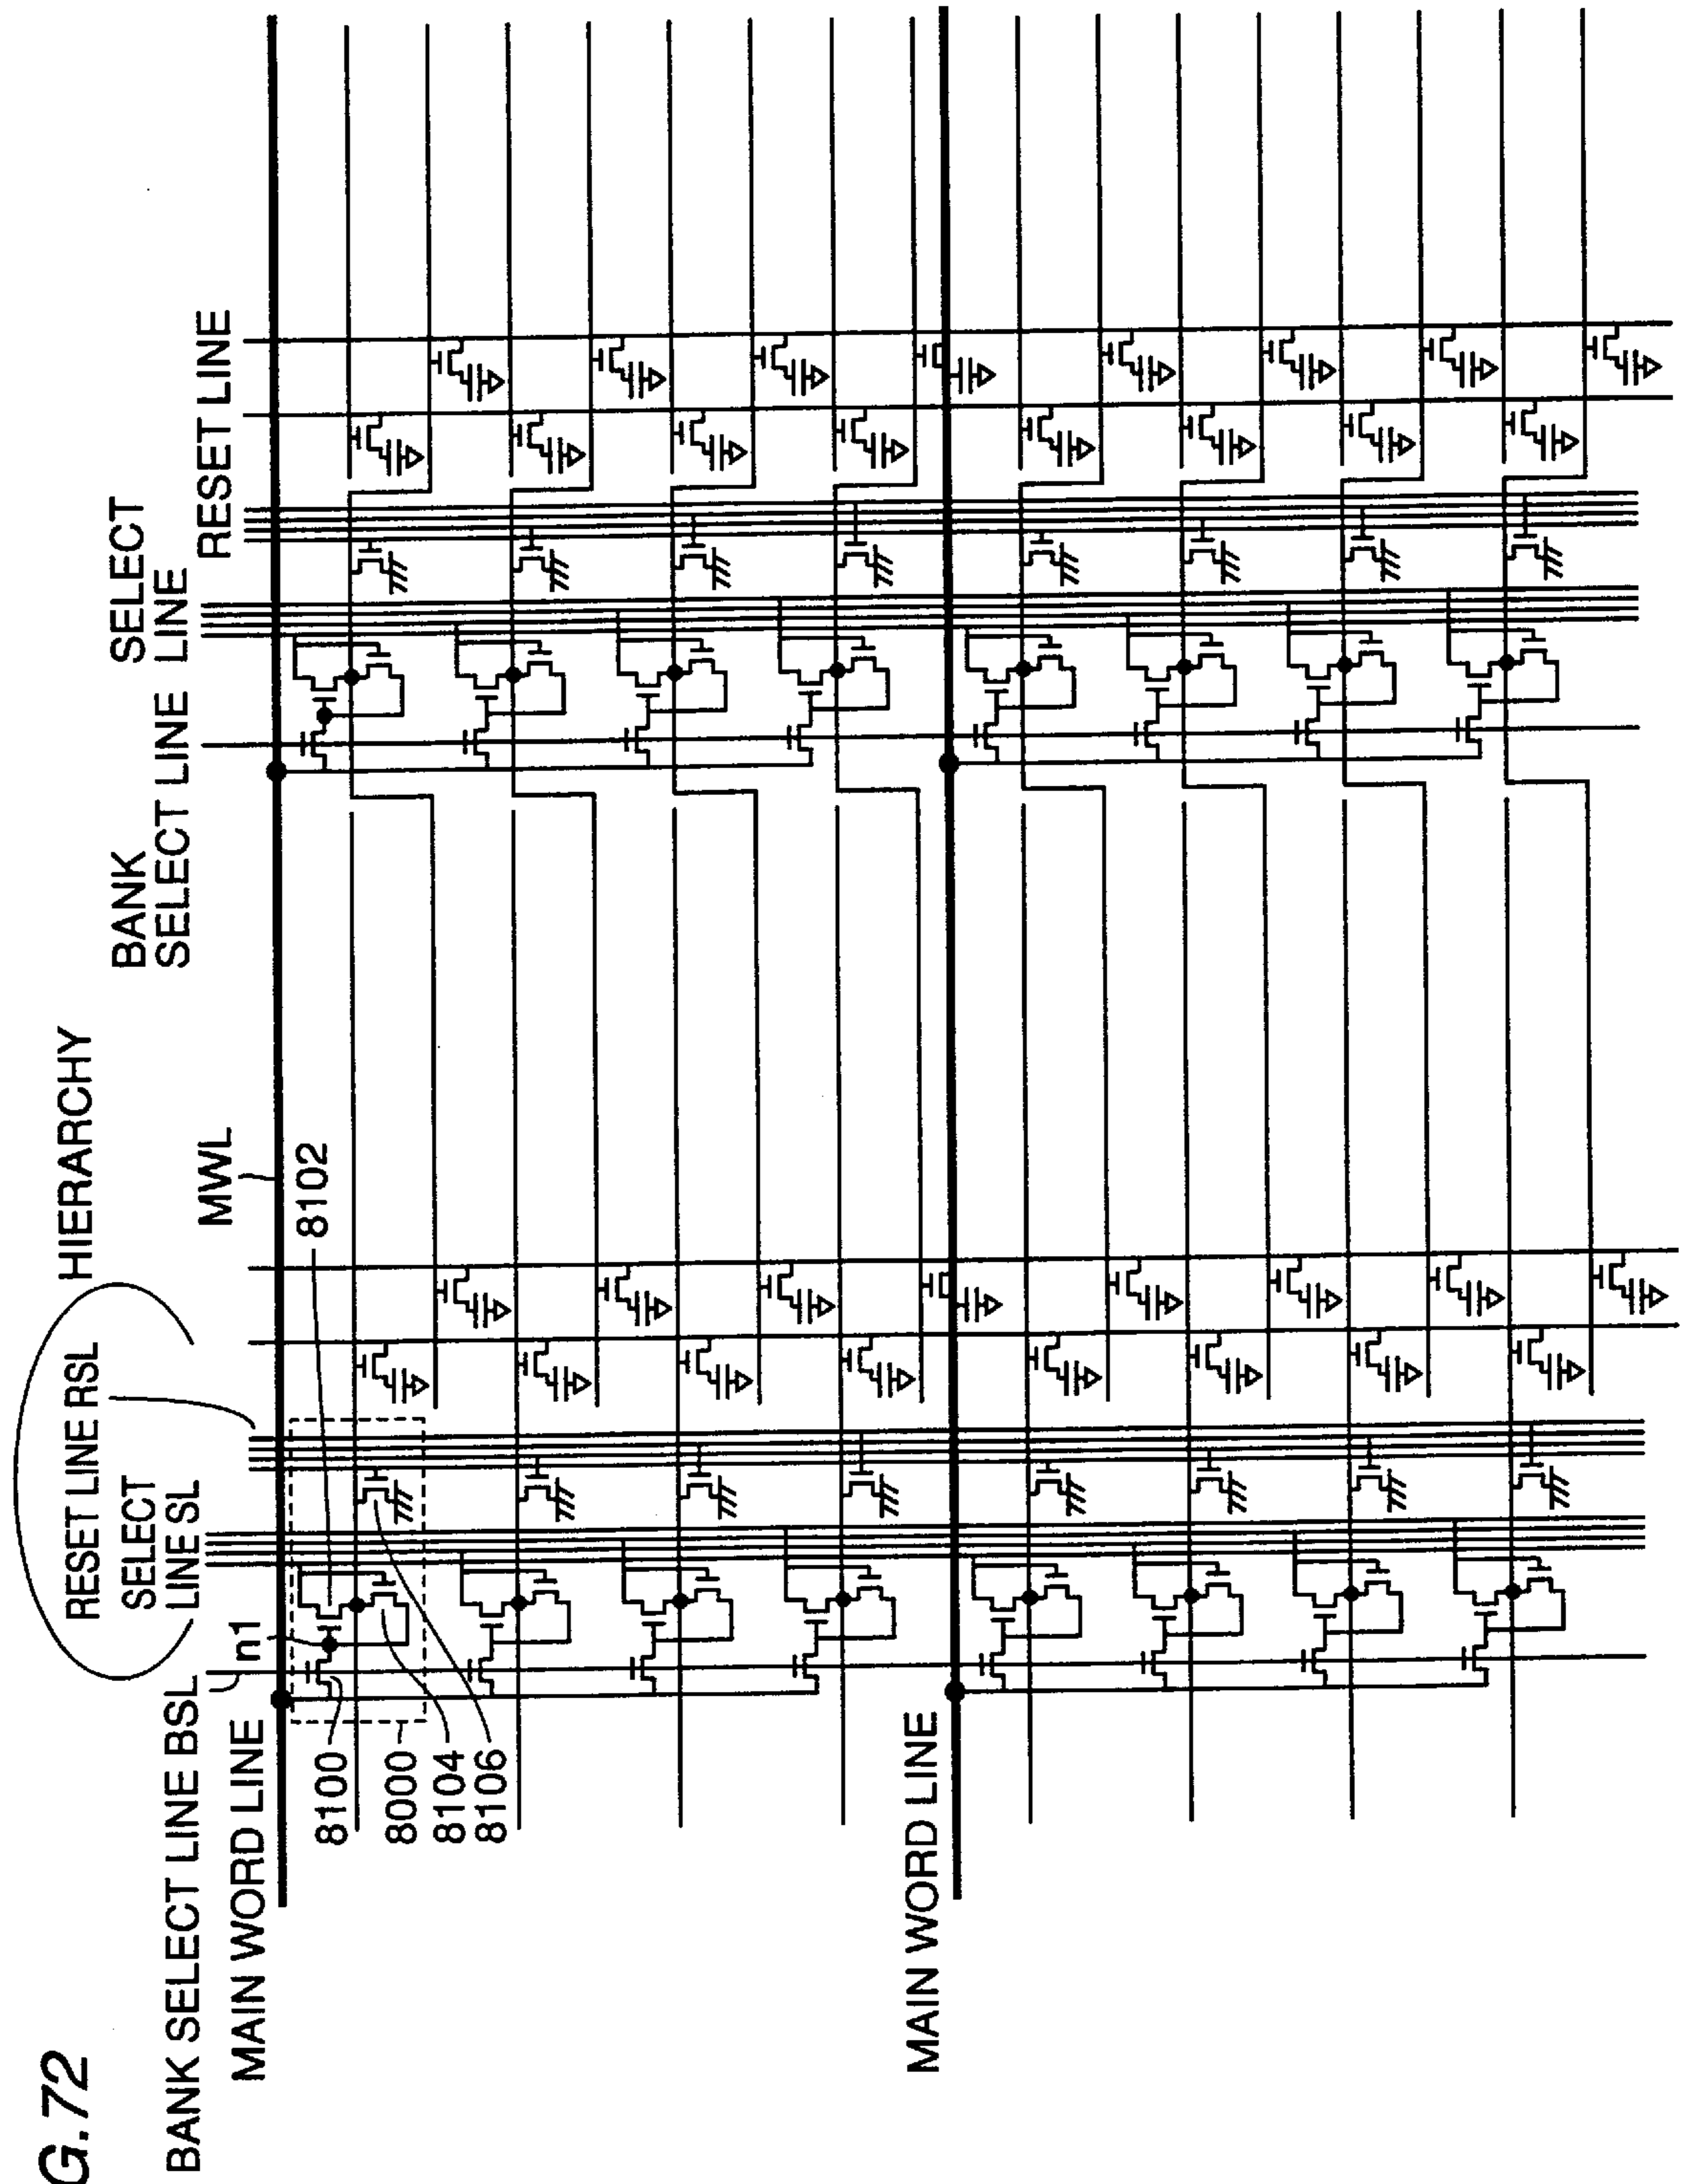 G.72
BANK SELECT LINE BSL
MAIN WORD LINE
n1
RESET LINE RSL
SELECT
LINE SL
HIERARCHY
MWL
8102
8100
8000
8104
8106
MAIN WORD LINE
BANK
SELECT LINE
SELECT
LINE
RESET LINE